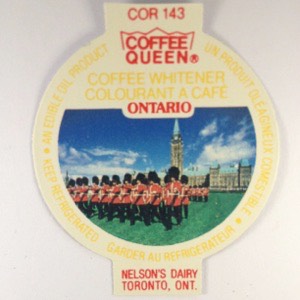 COR 143
COFFEE
QUEEN®
COFFEE WHITENER
COLOURANT A CAFÉ
ONTARIO
★ AN EDIBLE OIL PRODUCT
UN PRODUIT OLÉAGINEUX COMESTIBLE ★
KEEP REFRIGERATED
GARDER AU RÉFRIGERATEUR
NELSON'S DAIRY
TORONTO, ONT.